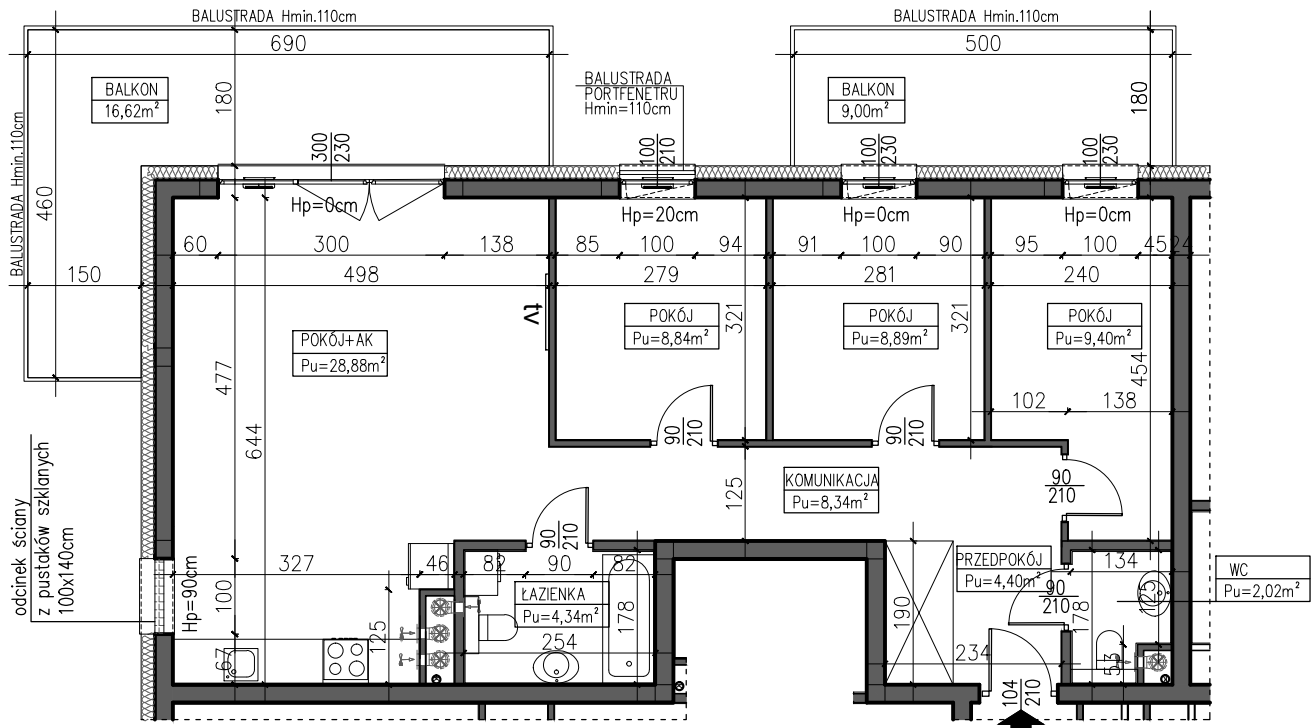 BALUSTRADA Hmin.110cm
690
BALUSTRADA Hmin.110cm
500
BALKON
16,62m²
180
BALUSTRADA
PORTFENETRU
Hmin=110cm
BALKON
9,00m²
180
BALUSTRADA Hmin.110cm
460
300
230
100
210
100
230
100
230
Hp=0cm
Hp=20cm
Hp=0cm
Hp=0cm
60
300
138
85
100
94
91
100
90
95
100
45
24
150
498
279
281
240
tv
POKÓJ+AK
Pu=28,88m²
POKÓJ
Pu=8,84m²
321
POKÓJ
Pu=8,89m²
321
POKÓJ
Pu=9,40m²
454
477
644
102
138
90
210
90
210
odcinek ściany
z pustaków szklanych
100x140cm
125
KOMUNIKACJA
Pu=8,34m²
90
210
90
210
327
46
82
90
82
PRZEDPOKÓJ
Pu=4,40m²
134
WC
Pu=2,02m²
Hp=90cm
100
ŁAZIENKA
Pu=4,34m²
178
190
90
210
178
125
67
125
254
234
53
104
210